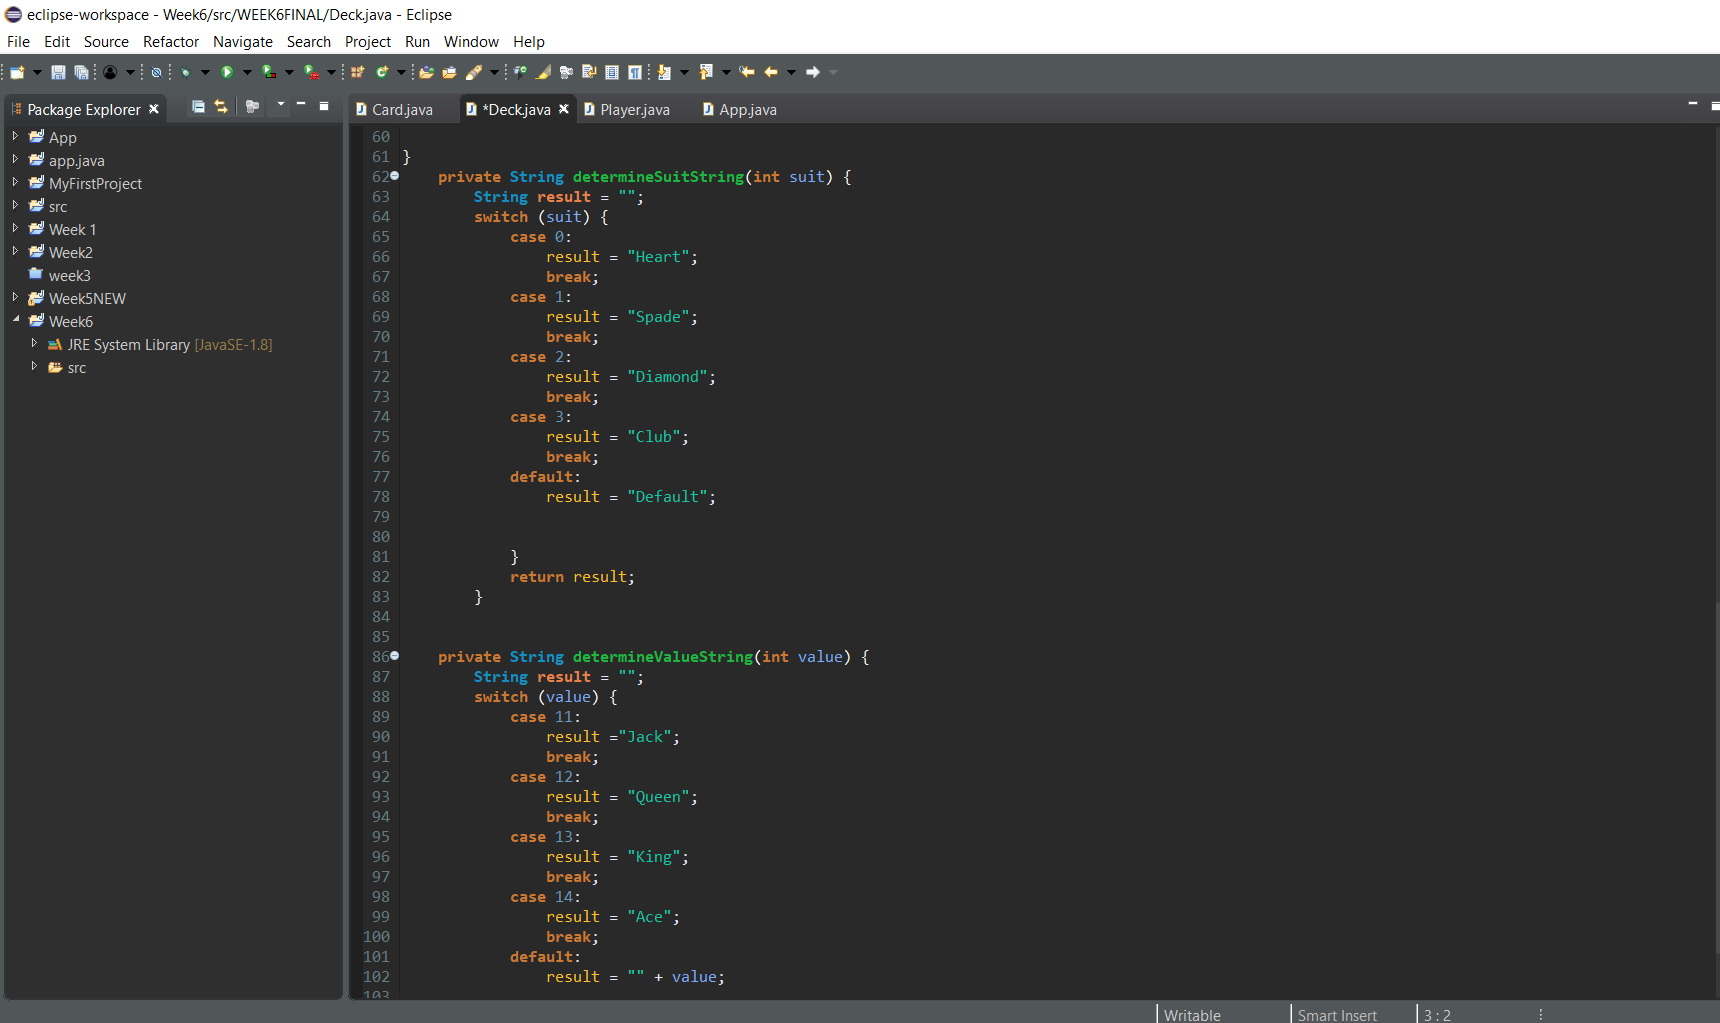 eclipse-workspace - Week6/src/WEEK6FINAL/Deck.java - Eclipse
File Edit Source Refactor Navigate Search Project Run Window Help
Package Explorer
App
app.java
MyFirstProject
src
Week 1
Week2
week3
Week5NEW
Week6
JRE System Library [JavaSE-1.8]
src
Card.java *Deck.java Player.java App.java
60
61 }
62 private String determineSuitString(int suit) {
63 String result = "";
64 switch (suit) {
65 case 0:
66 result = "Heart";
67 break;
68 case 1:
69 result = "Spade";
70 break;
71 case 2:
72 result = "Diamond";
73 break;
74 case 3:
75 result = "Club";
76 break;
77 default:
78 result = "Default";
79
80
81 }
82 return result;
83 }
84
85
86 private String determineValueString(int value) {
87 String result = "";
88 switch (value) {
89 case 11:
90 result ="Jack";
91 break;
92 case 12:
93 result = "Queen";
94 break;
95 case 13:
96 result = "King";
97 break;
98 case 14:
99 result = "Ace";
100 break;
101 default:
102 result = "" + value;
103
Writable Smart Insert 3 : 2